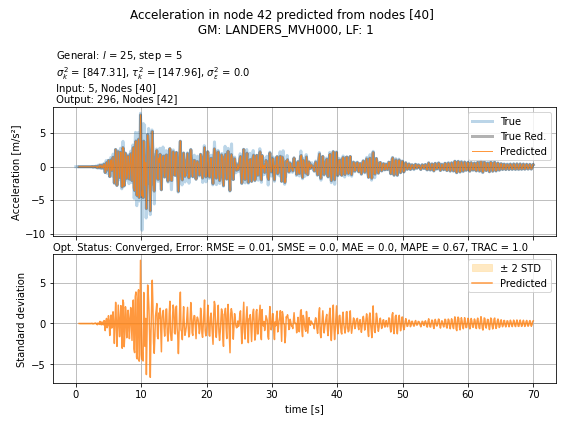 Acceleration in node 42 predicted from nodes [40]
GM: LANDERS_MVH000, LF: 1
General: l = 25, step = 5
σ²ₖ = [847.31], τ²ₖ = [147.96], σ²ε = 0.0
Input: 5, Nodes [40]
Output: 296, Nodes [42]
True
True Red.
Predicted
Acceleration [m/s²]
5
0
−5
−10
Opt. Status: Converged, Error: RMSE = 0.01, SMSE = 0.0, MAE = 0.0, MAPE = 0.67, TRAC = 1.0
± 2 STD
Predicted
Standard deviation
5
0
−5
0 10 20 30 40 50 60 70
time [s]